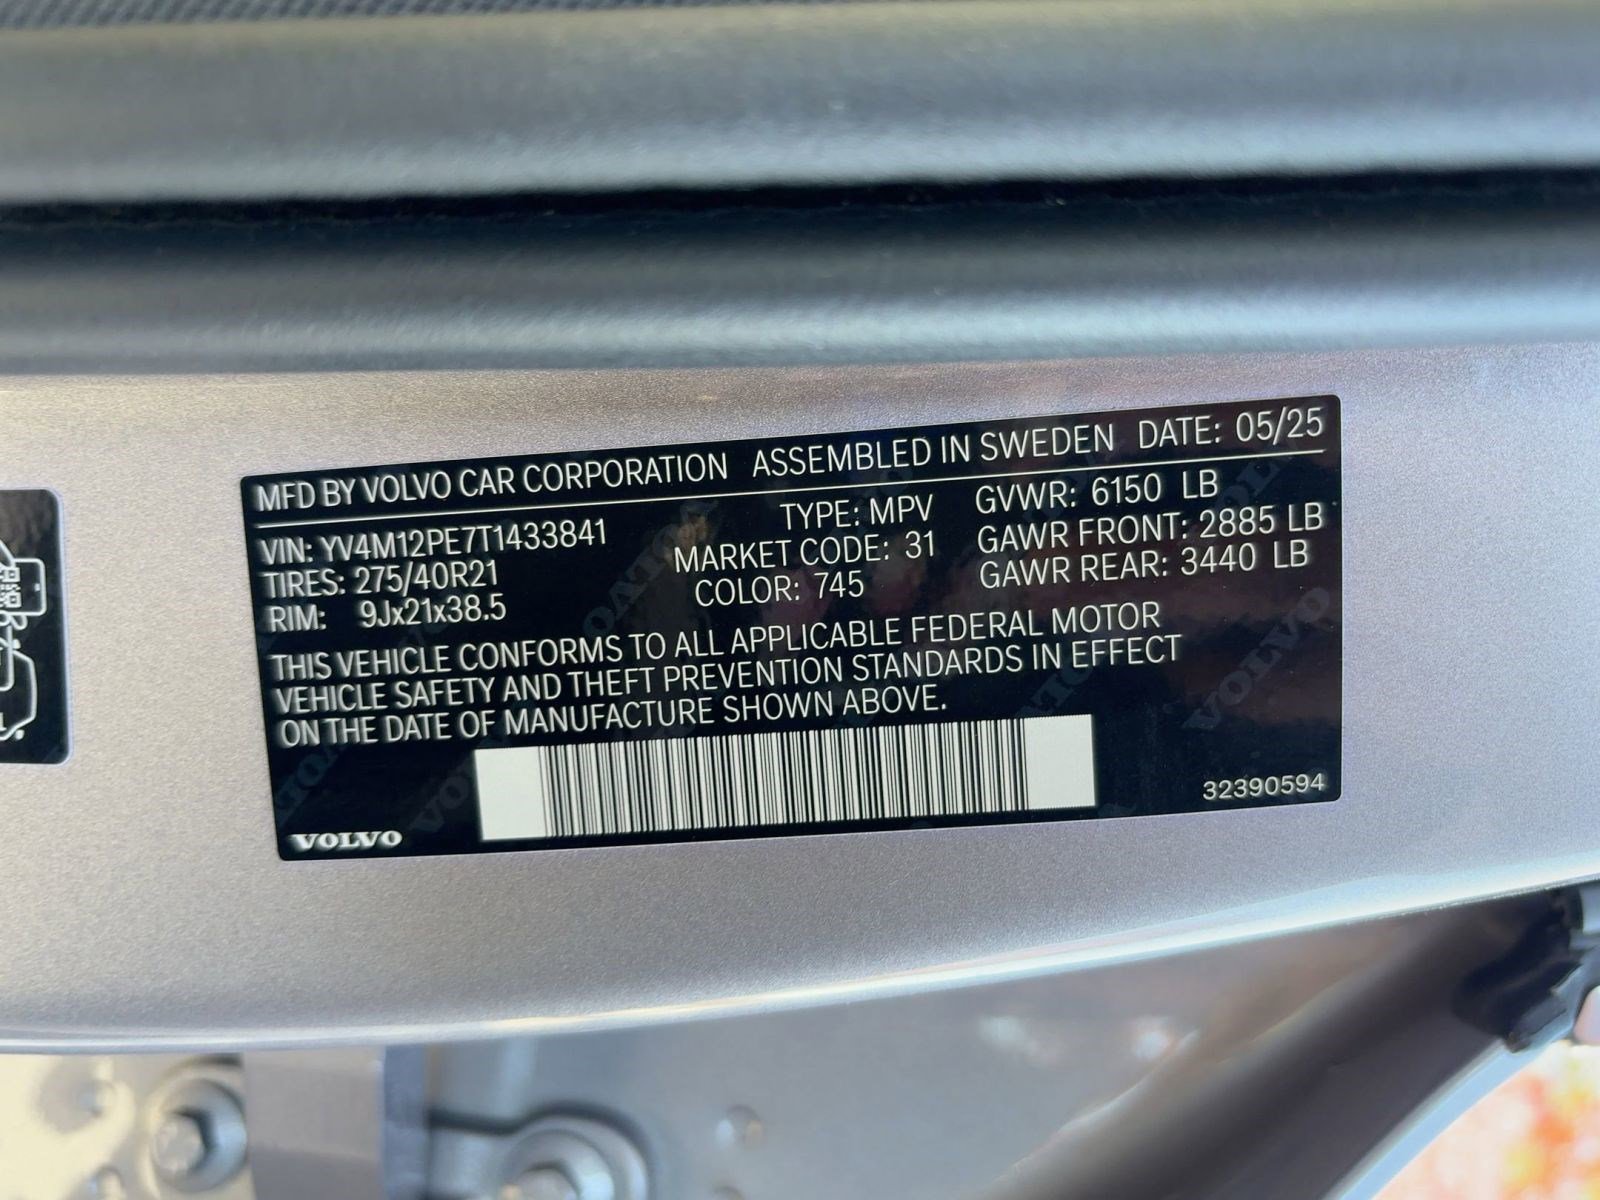 MFD BY VOLVO CAR CORPORATION ASSEMBLED IN SWEDEN DATE: 05/25
VIN: YV4M12PE7T1433841 TYPE: MPV GVWR: 6150 LB
TIRES: 275/40R21 MARKET CODE: 31 GAWR FRONT: 2885 LB
RIM: 9Jx21x38.5 COLOR: 745 GAWR REAR: 3440 LB
THIS VEHICLE CONFORMS TO ALL APPLICABLE FEDERAL MOTOR
VEHICLE SAFETY AND THEFT PREVENTION STANDARDS IN EFFECT
ON THE DATE OF MANUFACTURE SHOWN ABOVE.
VOLVO 32390594